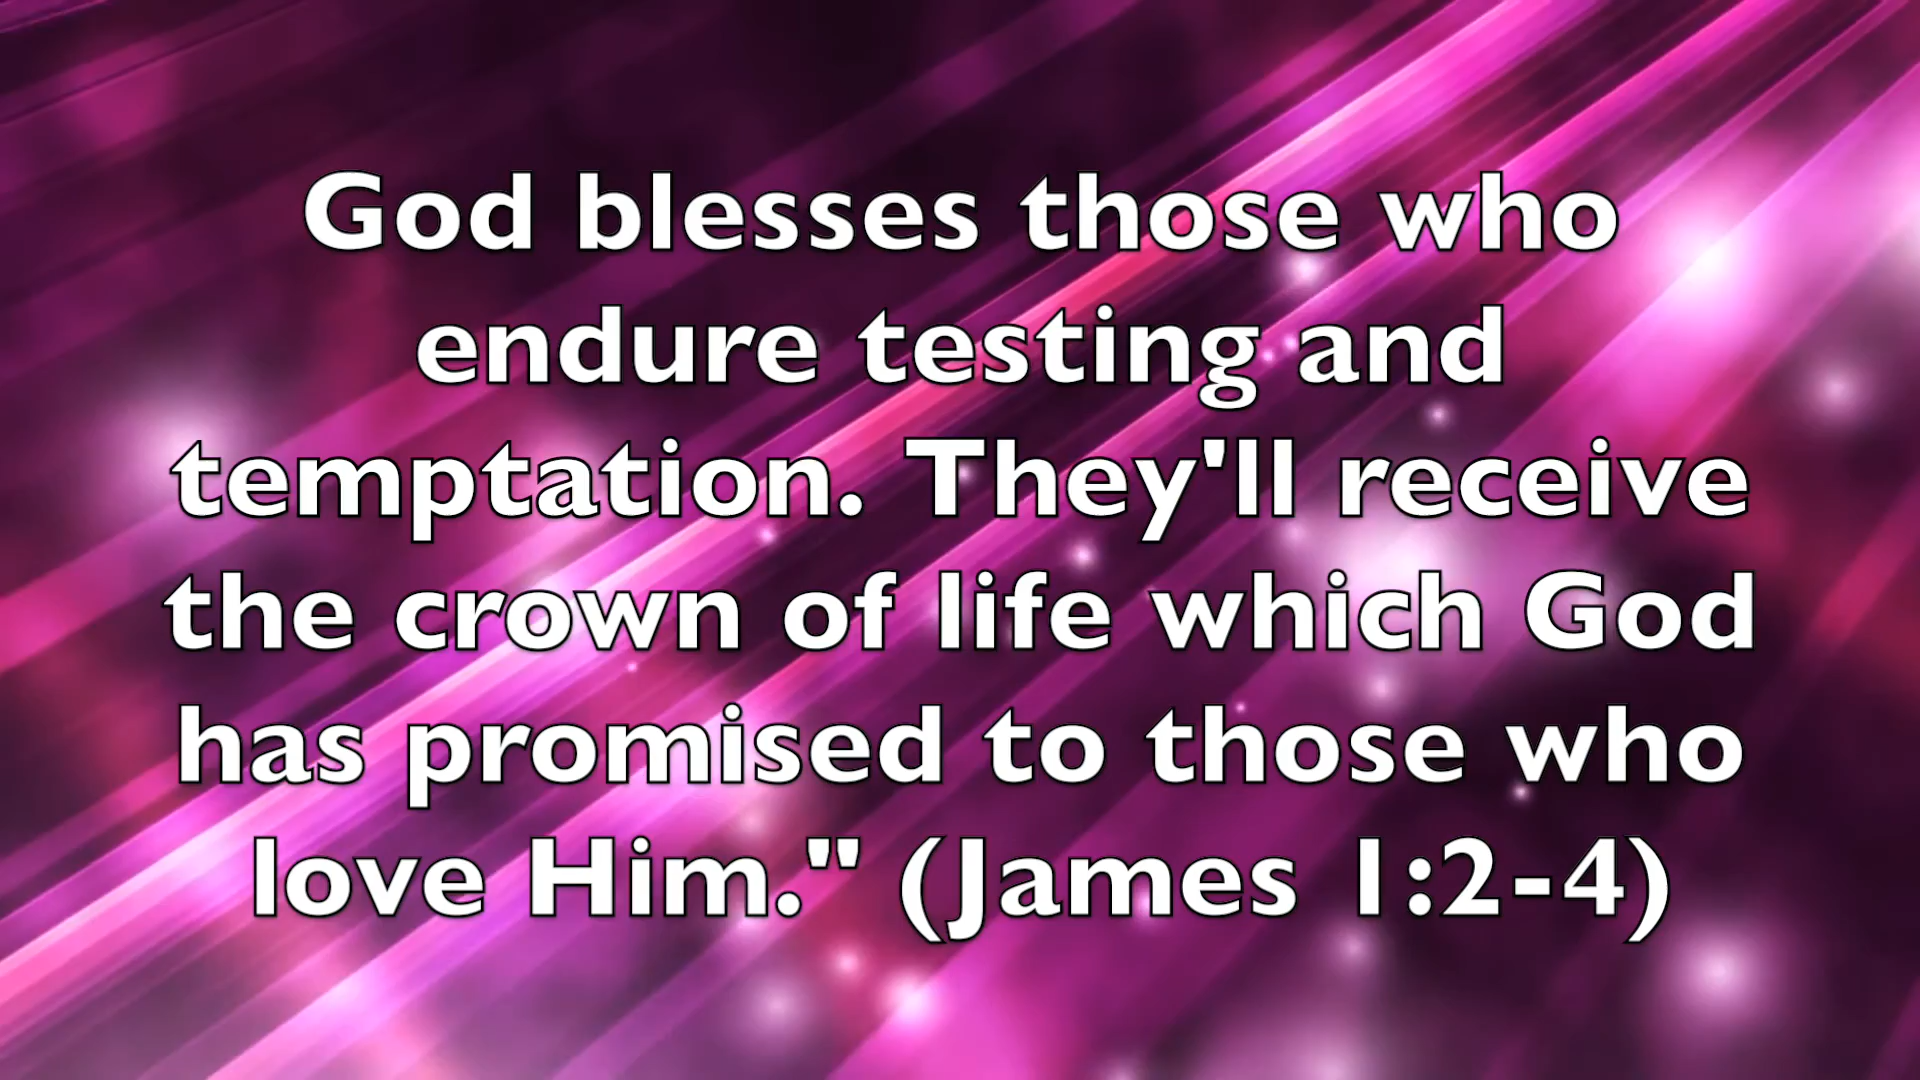 God blesses those who
endure testing and
temptation. They'll receive
the crown of life which God
has promised to those who
love Him." (James 1:2-4)